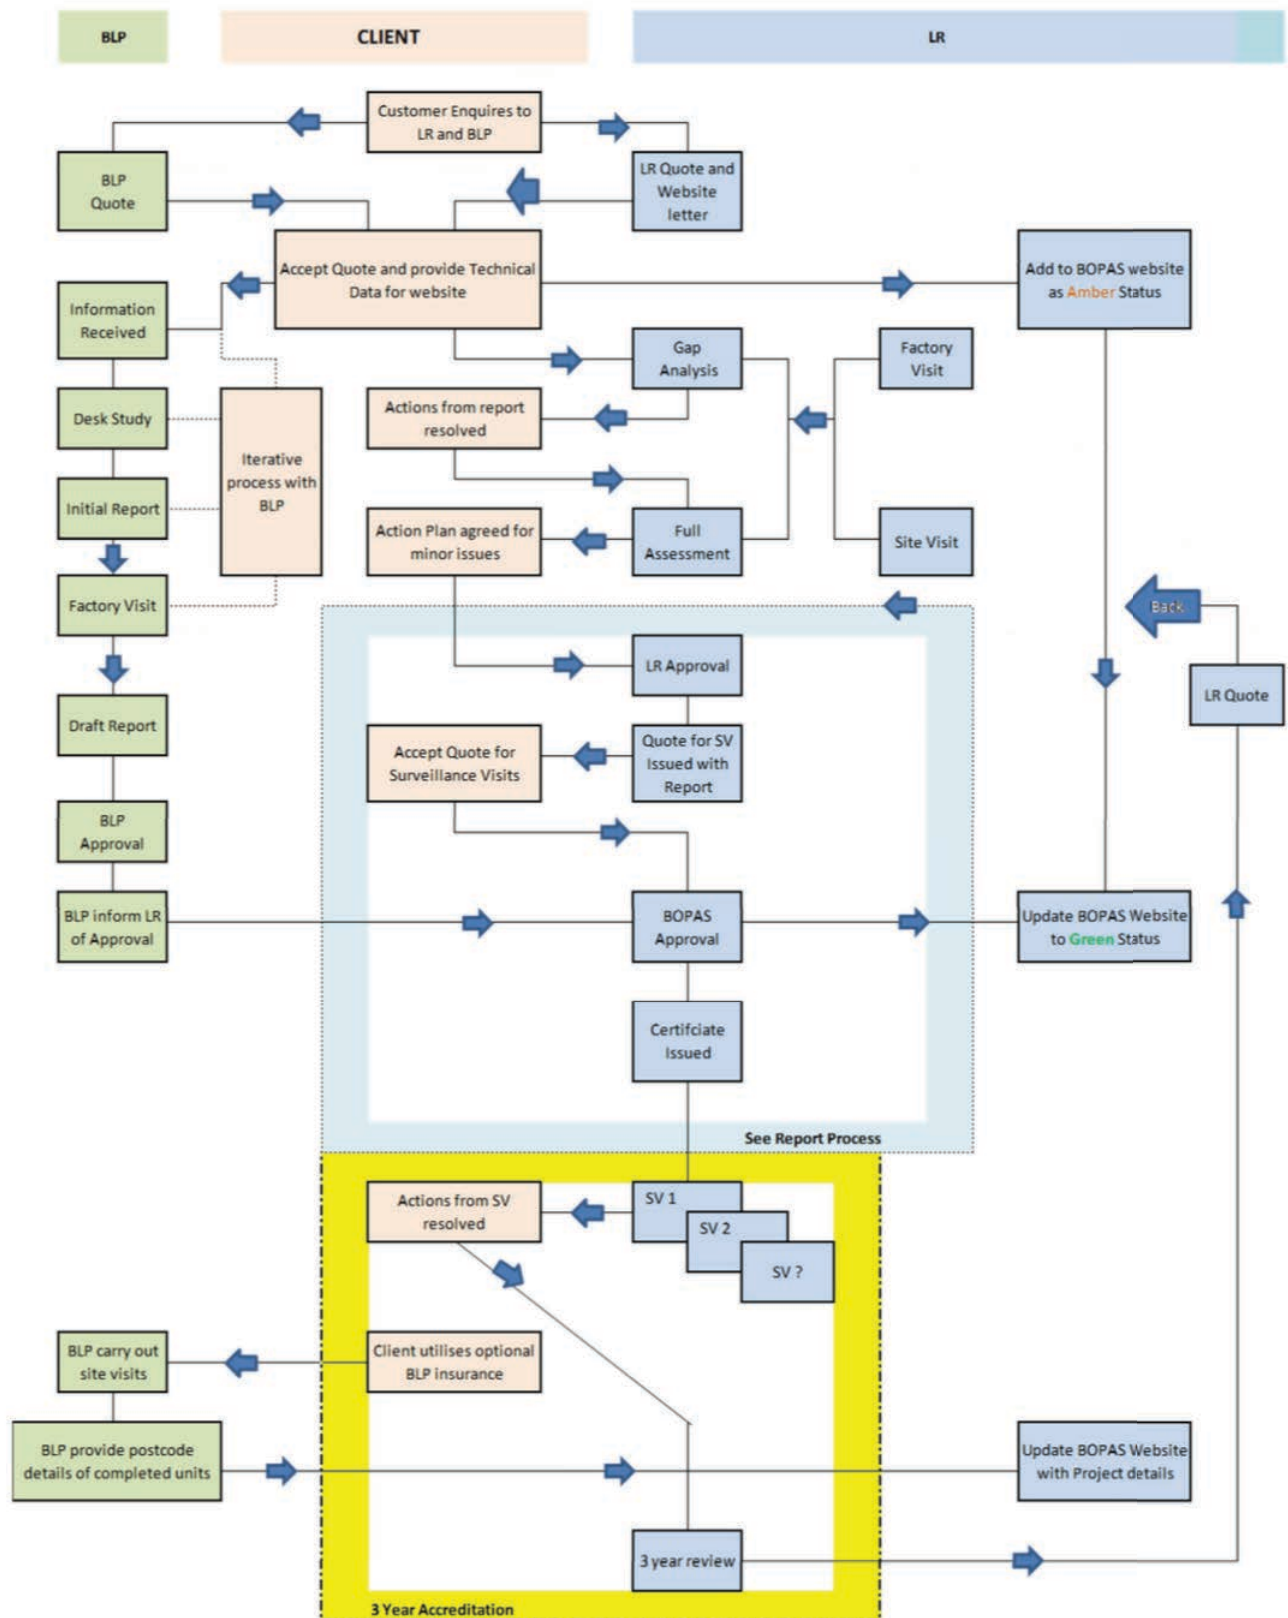 BLP
CLIENT
LR
Customer Enquires to
LR and BLP
BLP
Quote
LR Quote and
Website
letter
Accept Quote and provide Technical
Data for website
Add to BOPAS website
as Amber Status
Information
Received
Gap
Analysis
Factory
Visit
Desk Study
Iterative
process with
BLP
Actions from report
resolved
Initial Report
Action Plan agreed for
minor issues
Full
Assessment
Site Visit
Factory Visit
Back
LR Approval
LR Quote
Draft Report
Accept Quote for
Surveillance Visits
Quote for SV
Issued with
Report
BLP
Approval
BLP inform LR
of Approval
BOPAS
Approval
Update BOPAS Website
to Green Status
Certifciate
Issued
See Report Process
Actions from SV
resolved
SV 1
SV 2
SV ?
BLP carry out
site visits
Client utilises optional
BLP insurance
BLP provide postcode
details of completed units
Update BOPAS Website
with Project details
3 year review
3 Year Accreditation